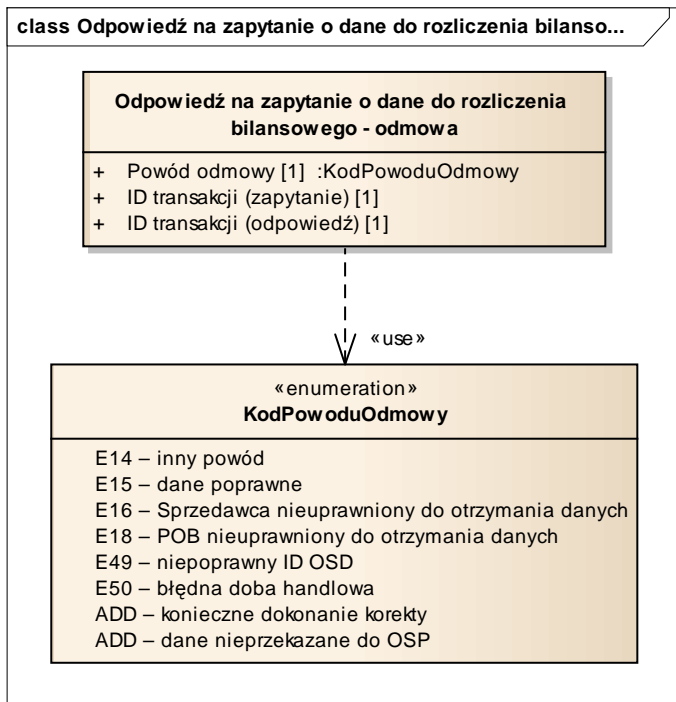 class Odpowiedź na zapytanie o dane do rozliczenia bilanso...
Odpowiedź na zapytanie o dane do rozliczenia
bilansowego - odmowa
+ Powód odmowy [1] :KodPowoduOdmowy
+ ID transakcji (zapytanie) [1]
+ ID transakcji (odpowiedź) [1]
«use»
«enumeration»
KodPowoduOdmowy
E14 – inny powód
E15 – dane poprawne
E16 – Sprzedawca nieuprawniony do otrzymania danych
E18 – POB nieuprawniony do otrzymania danych
E49 – niepoprawny ID OSD
E50 – błędna doba handlowa
ADD – konieczne dokonanie korekty
ADD – dane nieprzekazane do OSP